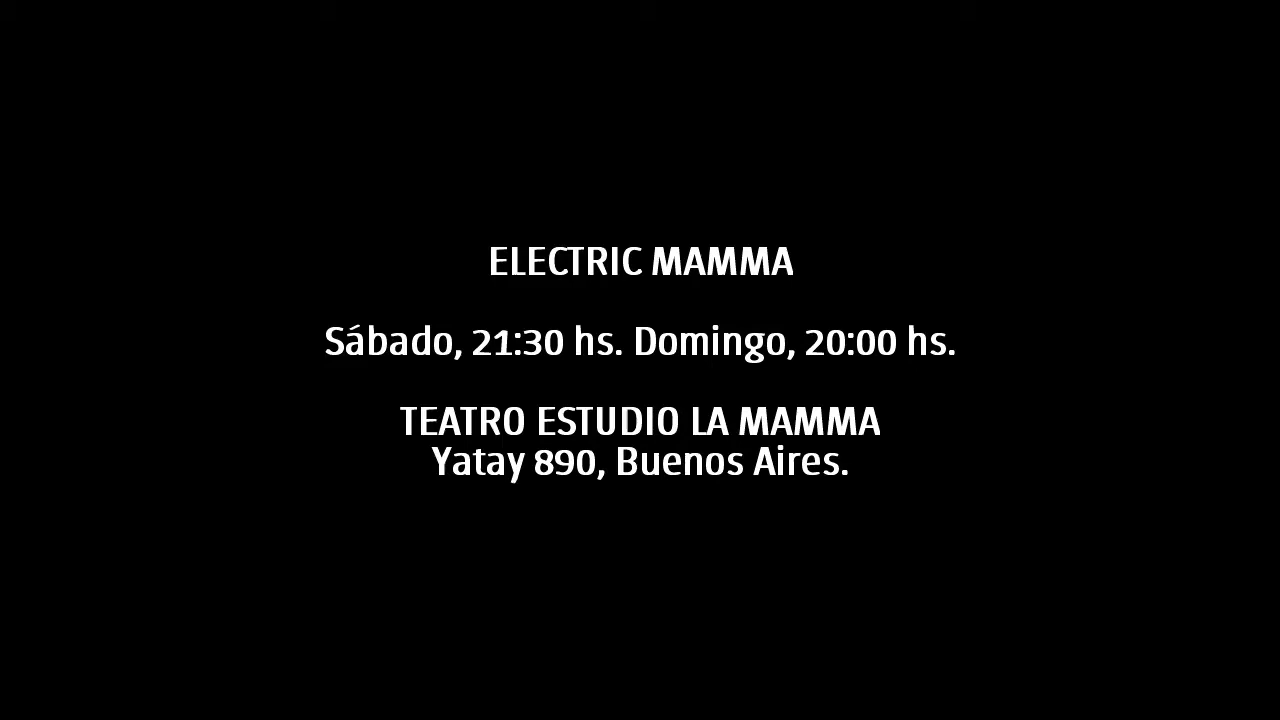 ELECTRIC MAMMA
Sábado, 21:30 hs. Domingo, 20:00 hs.
TEATRO ESTUDIO LA MAMMA
Yatay 890, Buenos Aires.